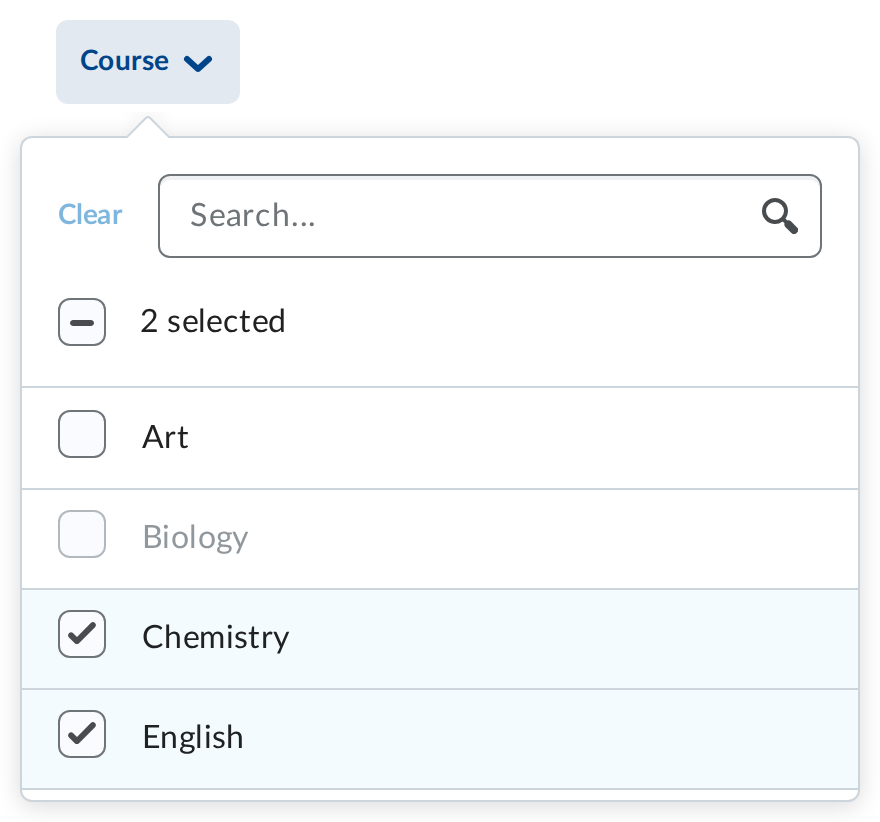 Course
Clear
Search...
2 selected
Art
Biology
Chemistry
English